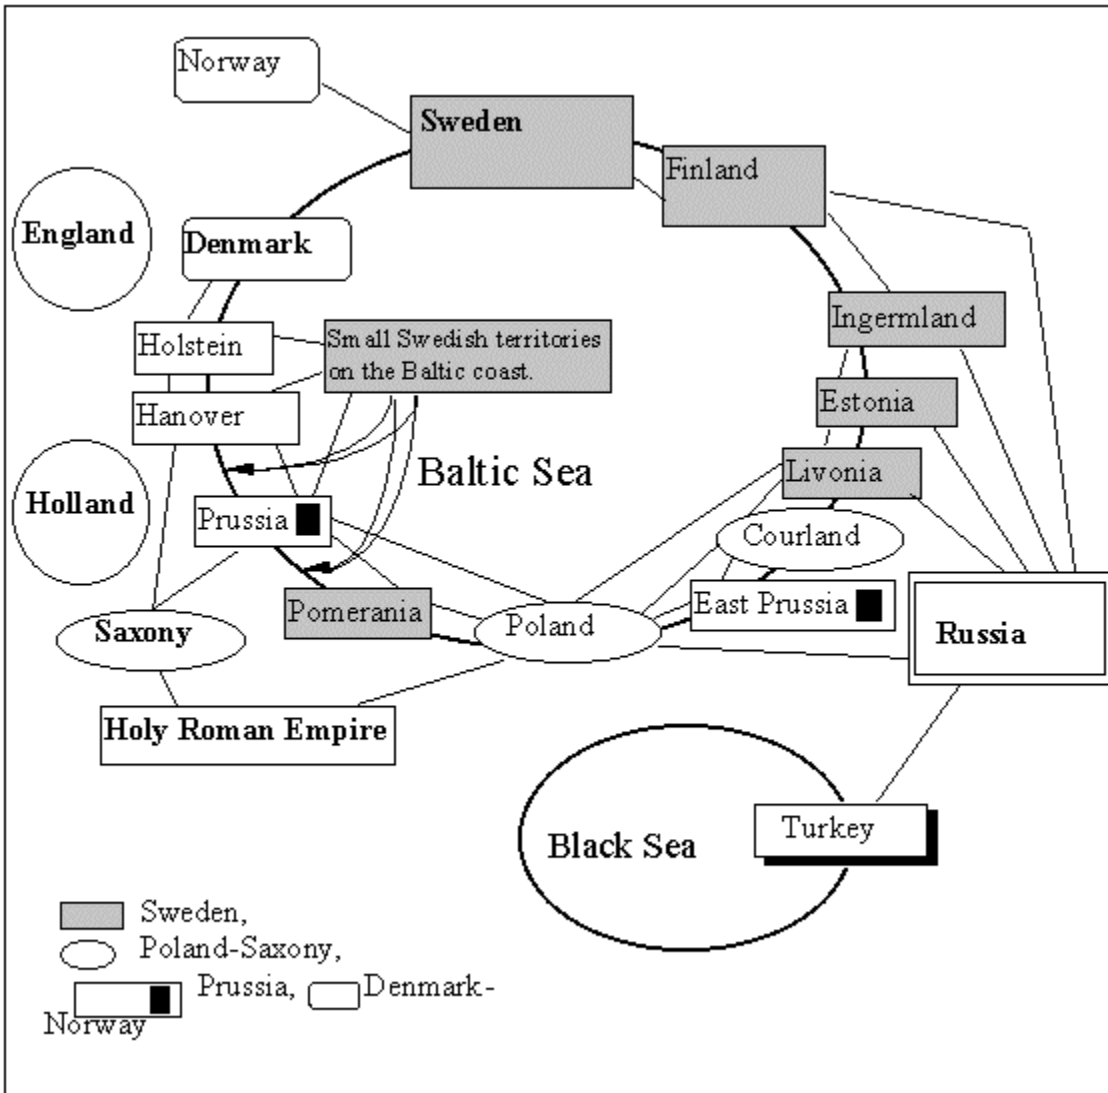 Norway
Sweden
Finland
England
Denmark
Ingermland
Holstein
Small Swedish territories
on the Baltic coast.
Hanover
Estonia
Baltic Sea
Livonia
Holland
Prussia
Courland
Pomerania
East Prussia
Saxony
Poland
Russia
Holy Roman Empire
Turkey
Black Sea
Sweden,
Poland-Saxony,
Prussia, Denmark-
Norway